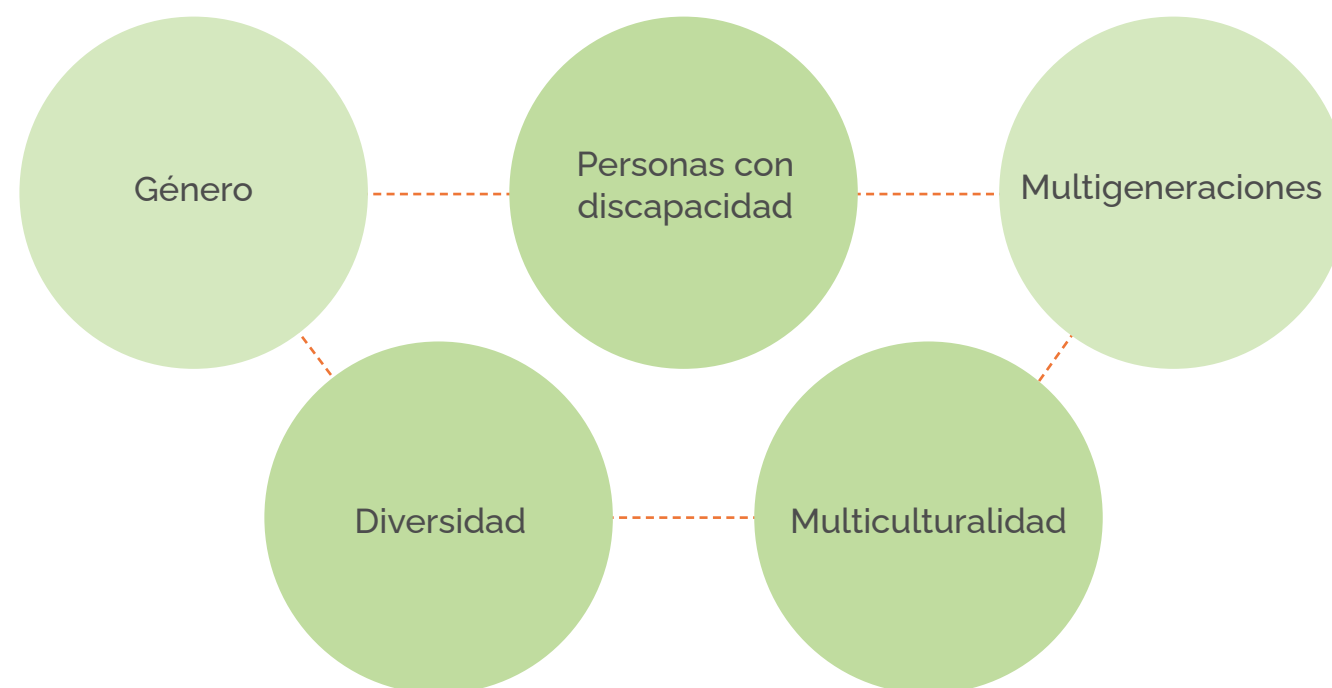 Género
Personas con
discapacidad
Multigeneraciones
Diversidad
Multiculturalidad